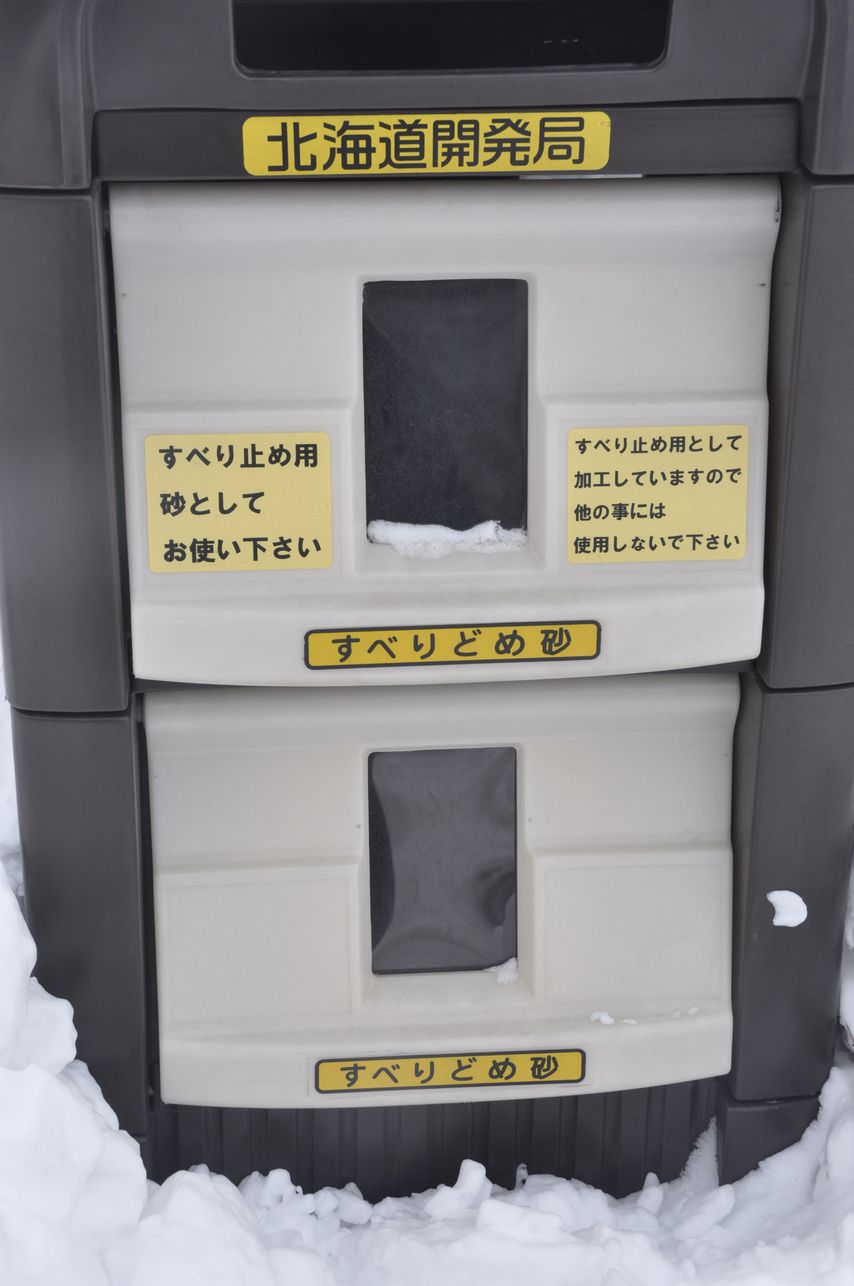 北海道開発局
すべり止め用
砂として
お使い下さい
すべり止め用として
加工していますので
他の事には
使用しないで下さい
すべりどめ砂
すべりどめ砂